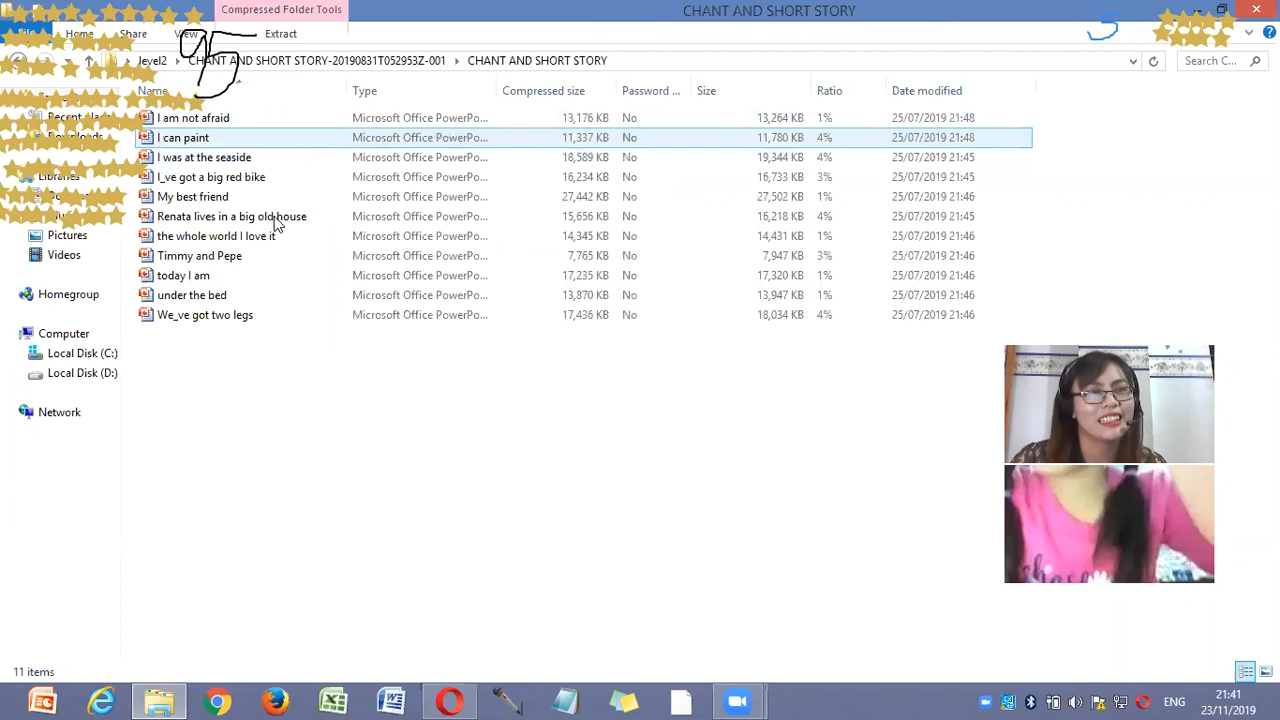 Compressed Folder Tools
CHANT AND SHORT STORY
Home Share View Extract
95
5
level2 CHANT AND SHORT STORY-20190831T052953Z-001 CHANT AND SHORT STORY
Search C...
Name Type Compressed size Password ... Size Ratio Date modified
I am not afraid Microsoft Office PowerPo... 13,176 KB No 13,264 KB 1% 25/07/2019 21:48
I can paint Microsoft Office PowerPo... 11,337 KB No 11,780 KB 4% 25/07/2019 21:48
I was at the seaside Microsoft Office PowerPo... 18,589 KB No 19,344 KB 4% 25/07/2019 21:45
I_ve got a big red bike Microsoft Office PowerPo... 16,234 KB No 16,733 KB 3% 25/07/2019 21:45
My best friend Microsoft Office PowerPo... 27,442 KB No 27,502 KB 1% 25/07/2019 21:46
Renata lives in a big old house Microsoft Office PowerPo... 15,656 KB No 16,218 KB 4% 25/07/2019 21:45
the whole world I love it Microsoft Office PowerPo... 14,345 KB No 14,431 KB 1% 25/07/2019 21:46
Timmy and Pepe Microsoft Office PowerPo... 7,765 KB No 7,947 KB 3% 25/07/2019 21:46
today I am Microsoft Office PowerPo... 17,235 KB No 17,320 KB 1% 25/07/2019 21:46
under the bed Microsoft Office PowerPo... 13,870 KB No 13,947 KB 1% 25/07/2019 21:46
We_ve got two legs Microsoft Office PowerPo... 17,436 KB No 18,034 KB 4% 25/07/2019 21:46
Libraries
Pictures
Videos
Homegroup
Computer
Local Disk (C:)
Local Disk (D:)
Network
11 items
ENG
21:41
23/11/2019